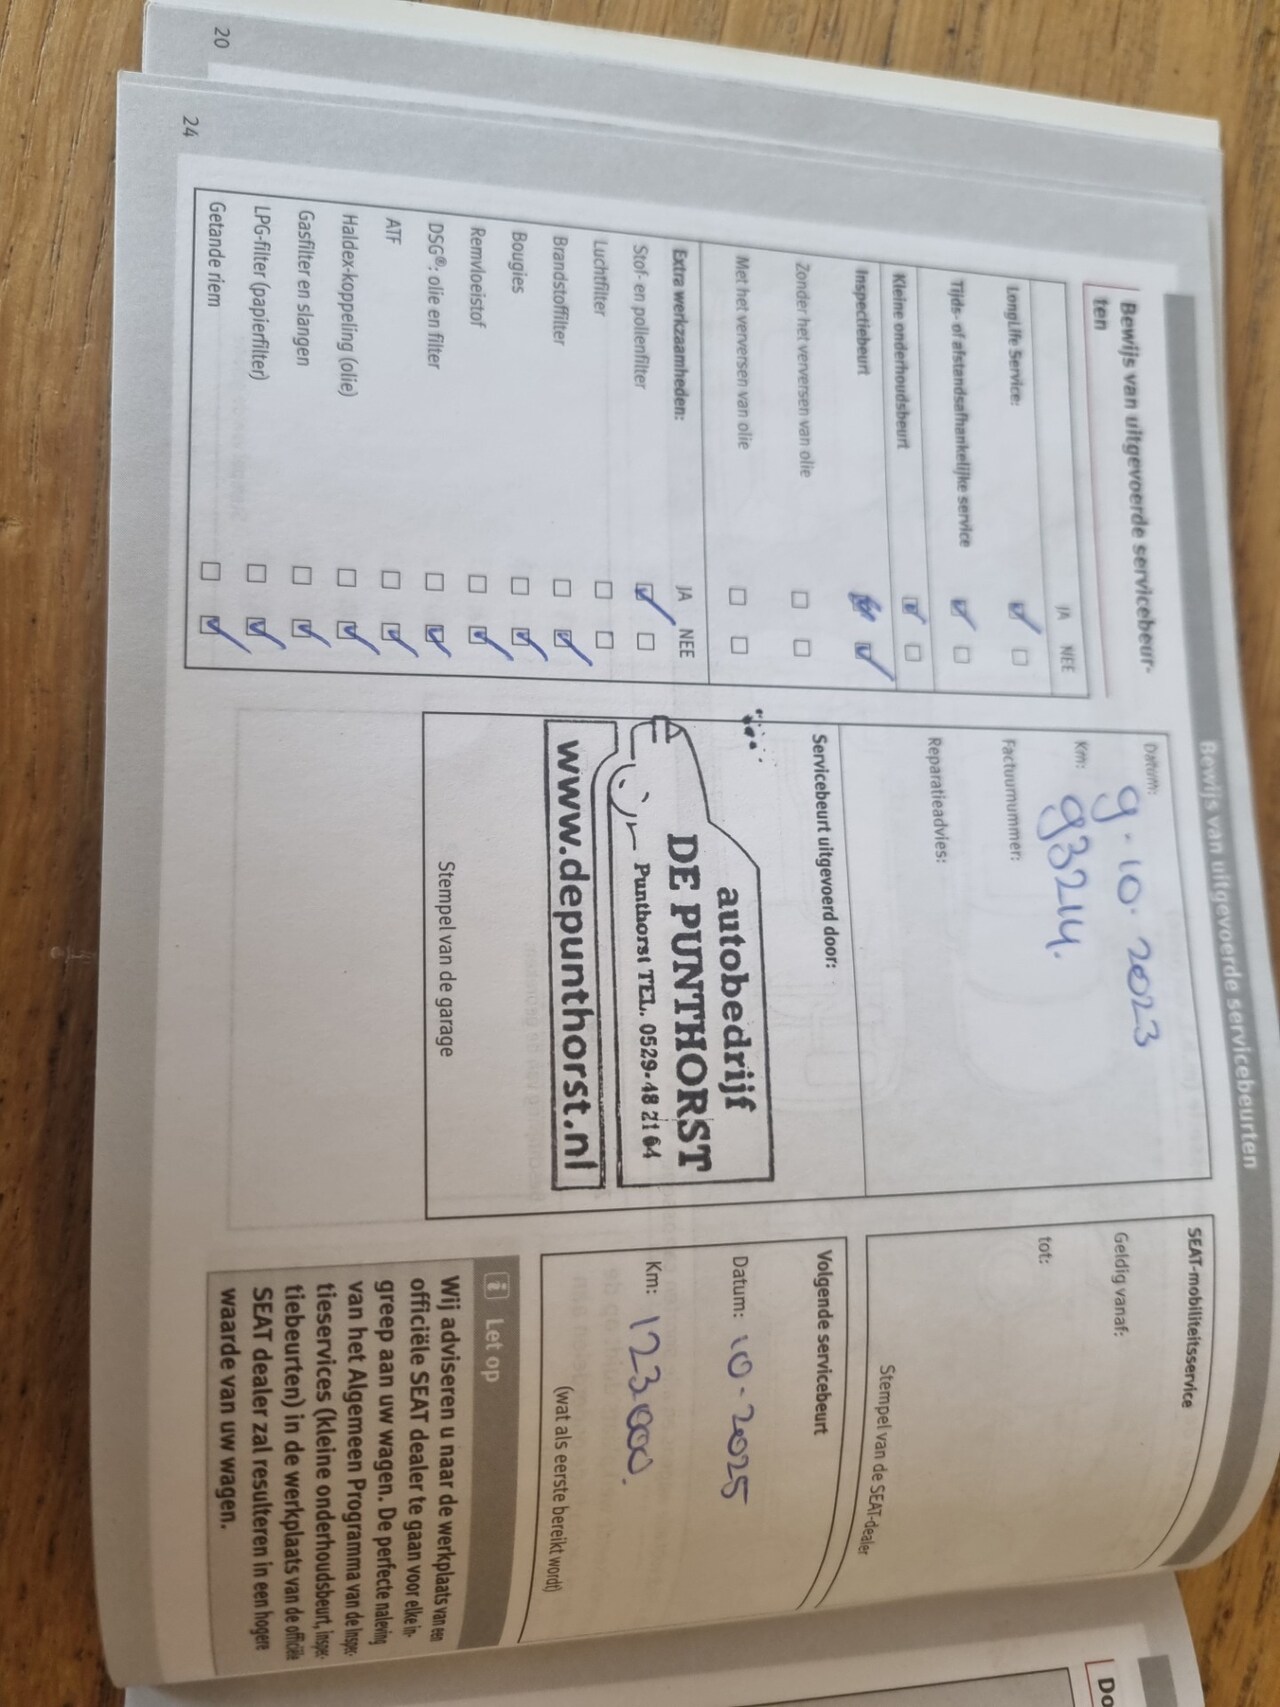 20
24
Bewijs van uitgevoerde servicebeurten
Bewijs van uitgevoerde servicebeur-
ten
JA NEE
LongLife Service:
Tijds- of afstandsafhankelijke service
Kleine onderhoudsbeurt
Inspectiebeurt
Zonder het verversen van olie
Met het verversen van olie
Extra werkzaamheden: JA NEE
Stof- en pollenfilter
Luchtfilter
Brandstoffilter
Bougies
Remvloeistof
DSG®: olie en filter
ATF
Haldex-koppeling (olie)
Gasfilter en slangen
LPG-filter (papierfilter)
Getande riem
Datum: 9-10-2023
Km: 93214.
Factuurnummer:
Reparatieadvies:
Servicebeurt uitgevoerd door:
autobedrijf
DE PUNTHORST
Punthorst TEL. 0529-48 21 64
www.depunthorst.nl
Stempel van de garage
SEAT-mobiliteitsservice
Geldig vanaf:
tot:
Stempel van de SEAT-dealer
Volgende servicebeurt
Datum: 10-2025
Km: 123.000.
(wat als eerste bereikt wordt)
i Let op
Wij adviseren u naar de werkplaats van een
officiële SEAT dealer te gaan voor elke in-
greep aan uw wagen. De perfecte naleving
van het Algemeen Programma van de Inspec-
tieservices (kleine onderhoudsbeurt, inspec-
tiebeurten) in de werkplaats van de officiële
SEAT dealer zal resulteren in een hogere
waarde van uw wagen.
Do